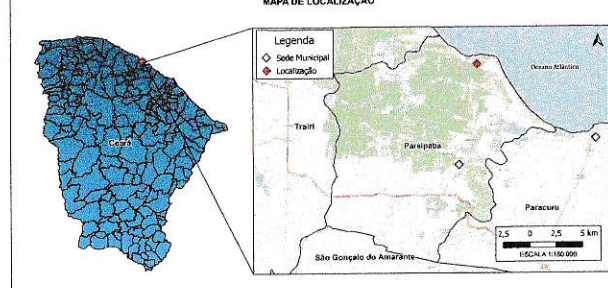 MAPA DE LOCALIZAÇÃO
Legenda
Sede Municipal
Localização
Oceano Atlântico
Trairi
Ceará
Paraipaba
Paracuru
2,5 0 2,5 5 km
ESCALA 1:180.000
São Gonçalo do Amarante